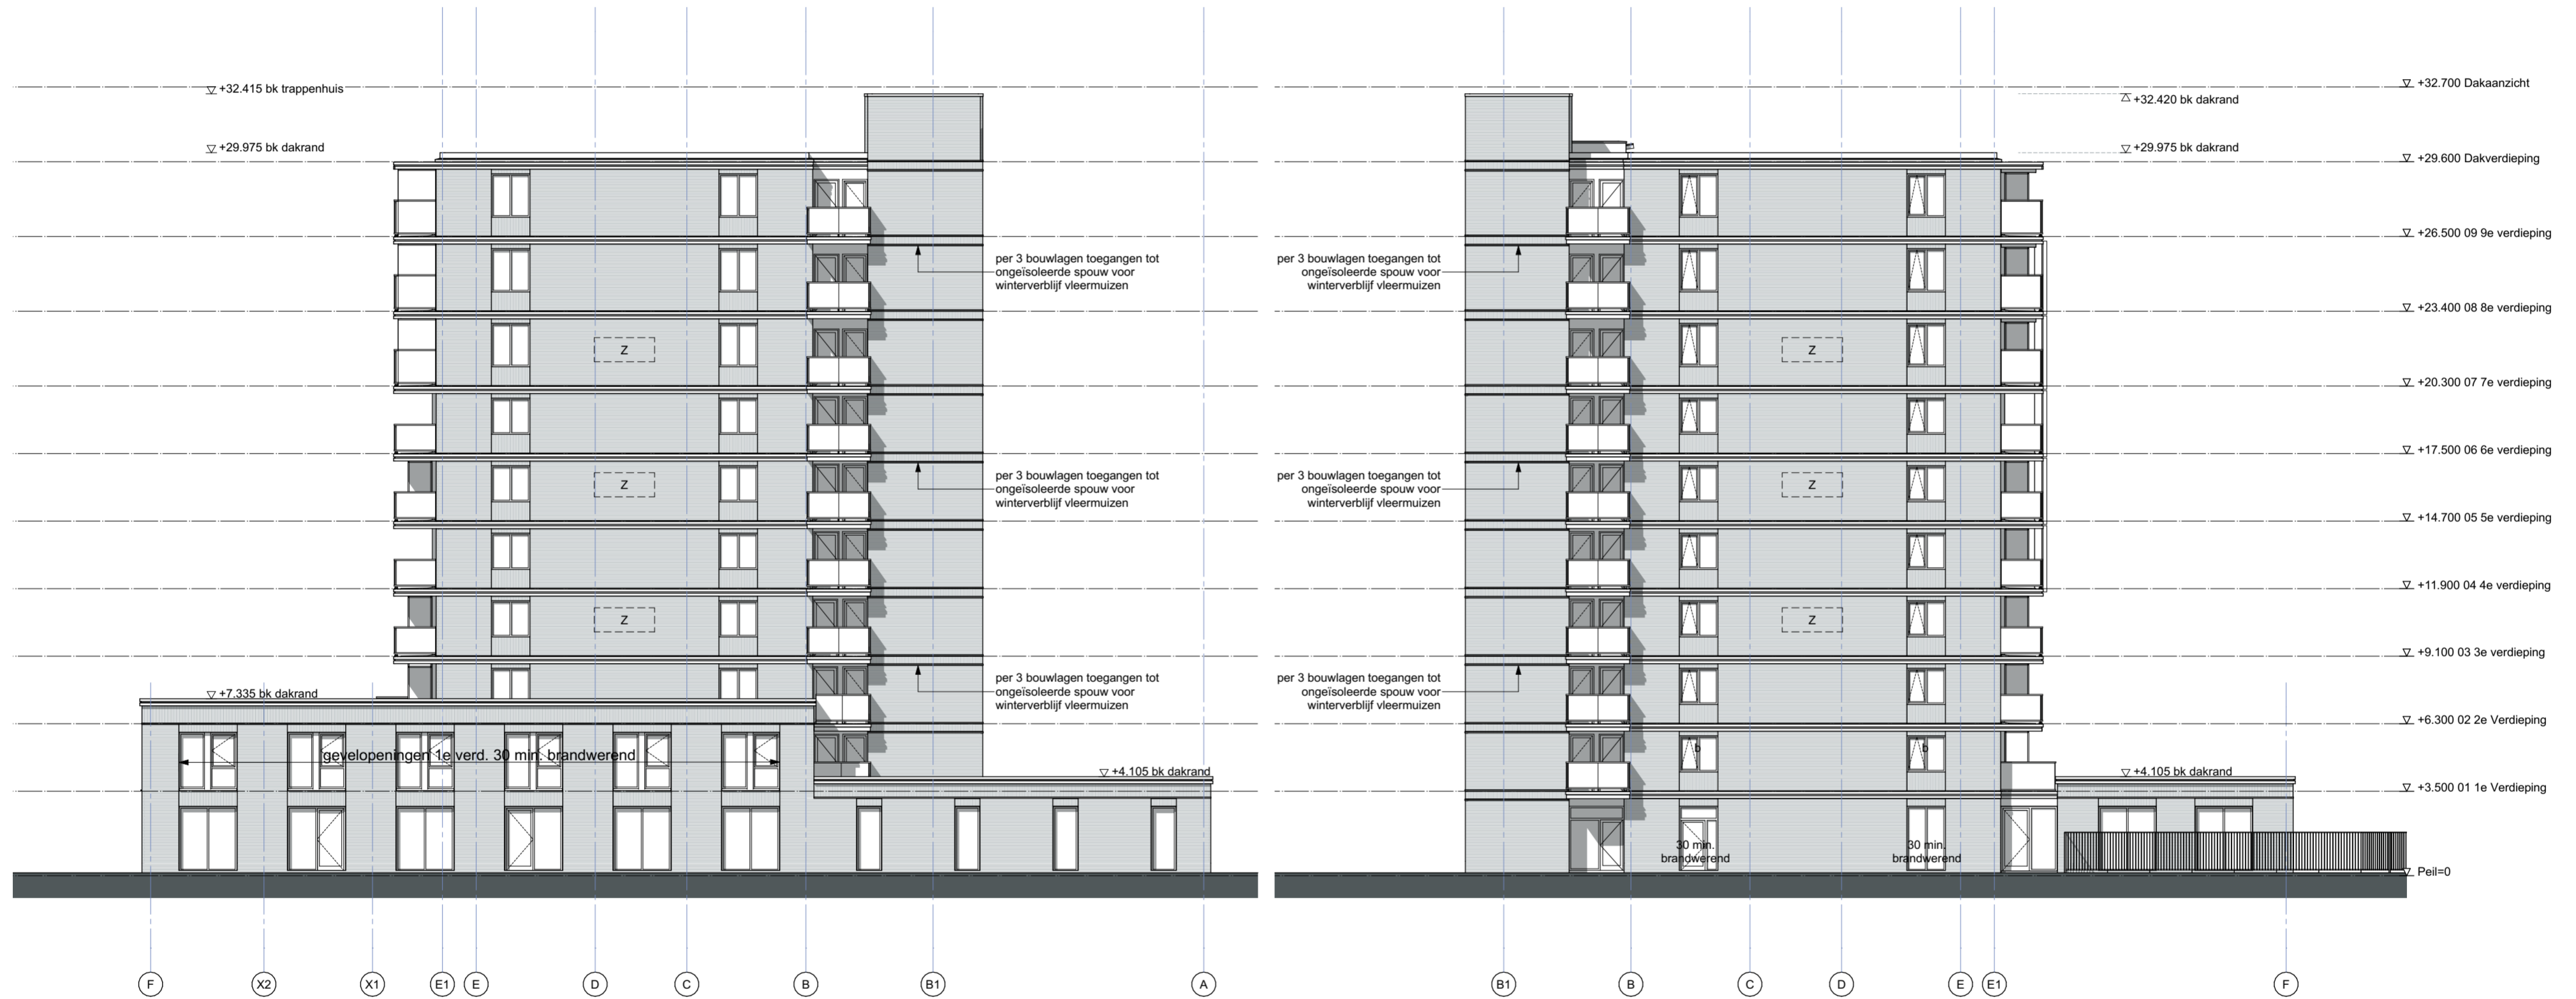 +32.415 bk trappenhuis
+29.975 bk dakrand
per 3 bouwlagen toegangen tot
ongeïsoleerde spouw voor
winterverblijf vleermuizen
Z
per 3 bouwlagen toegangen tot
ongeïsoleerde spouw voor
winterverblijf vleermuizen
Z
Z
per 3 bouwlagen toegangen tot
ongeïsoleerde spouw voor
winterverblijf vleermuizen
+7.335 bk dakrand
gevelopeningen 1e verd. 30 min. brandwerend
+4.105 bk dakrand
F X2 X1 E1 E D C B B1 A
+32.700 Dakaanzicht
+32.420 bk dakrand
+29.975 bk dakrand
+29.600 Dakverdieping
+26.500 09 9e verdieping
per 3 bouwlagen toegangen tot
ongeïsoleerde spouw voor
winterverblijf vleermuizen
+23.400 08 8e verdieping
Z
+20.300 07 7e verdieping
+17.500 06 6e verdieping
per 3 bouwlagen toegangen tot
ongeïsoleerde spouw voor
winterverblijf vleermuizen
Z
+14.700 05 5e verdieping
+11.900 04 4e verdieping
Z
+9.100 03 3e verdieping
per 3 bouwlagen toegangen tot
ongeïsoleerde spouw voor
winterverblijf vleermuizen
+6.300 02 2e Verdieping
b b
+4.105 bk dakrand
+3.500 01 1e Verdieping
30 min.
brandwerend
30 min.
brandwerend
Peil=0
B1 B C D E E1 F